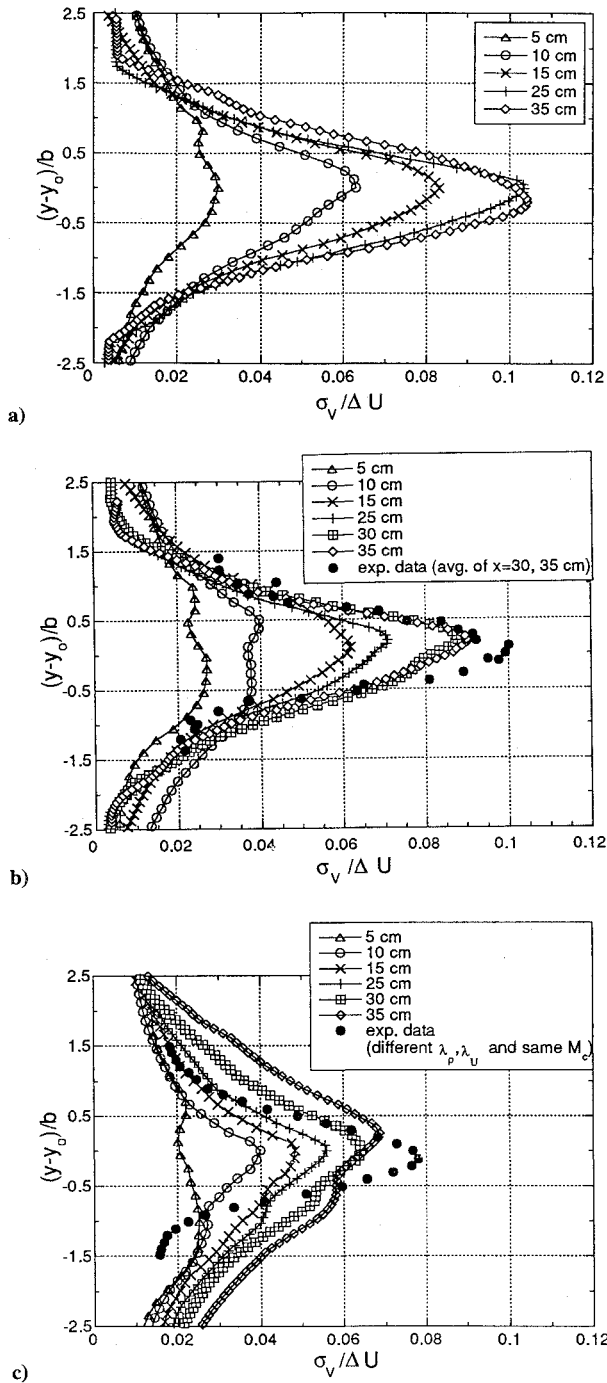 5 cm
10 cm
15 cm
25 cm
35 cm
2.5
1.5
0.5
-0.5
-1.5
-2.5
(y-y_o)/b
0 0.02 0.04 0.06 0.08 0.1 0.12
σ_V/Δ U
a)
5 cm
10 cm
15 cm
25 cm
30 cm
35 cm
exp. data (avg. of x=30, 35 cm)
2.5
1.5
0.5
-0.5
-1.5
-2.5
(y-y_o)/b
0 0.02 0.04 0.06 0.08 0.1 0.12
σ_V/Δ U
b)
5 cm
10 cm
15 cm
25 cm
30 cm
35 cm
exp. data
(different λ_ρ,λ_U and same M_c)
2.5
1.5
0.5
-0.5
-1.5
-2.5
(y-y_o)/b
0 0.02 0.04 0.06 0.08 0.1 0.12
σ_V/Δ U
c)